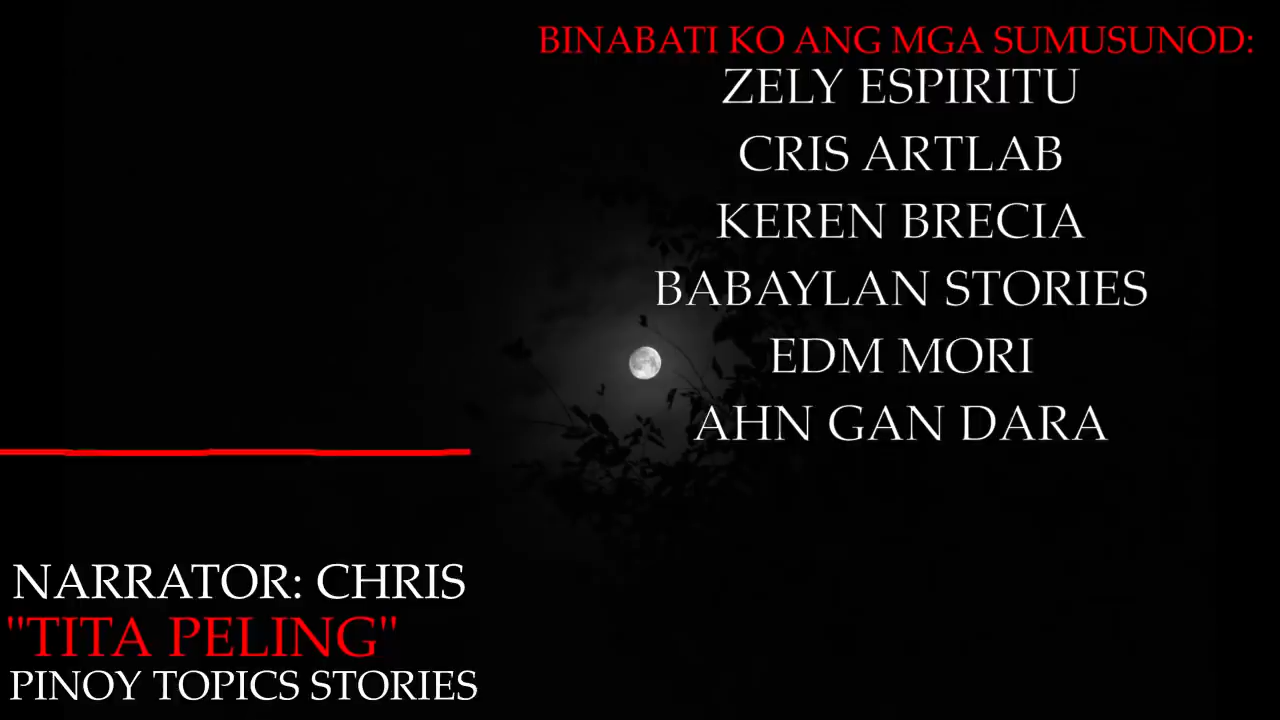 BINABATI KO ANG MGA SUMUSUNOD:
ZELY ESPIRITU
CRIS ARTLAB
KEREN BRECIA
BABAYLAN STORIES
EDM MORI
AHN GAN DARA
NARRATOR: CHRIS
"TITA PELING"
PINOY TOPICS STORIES